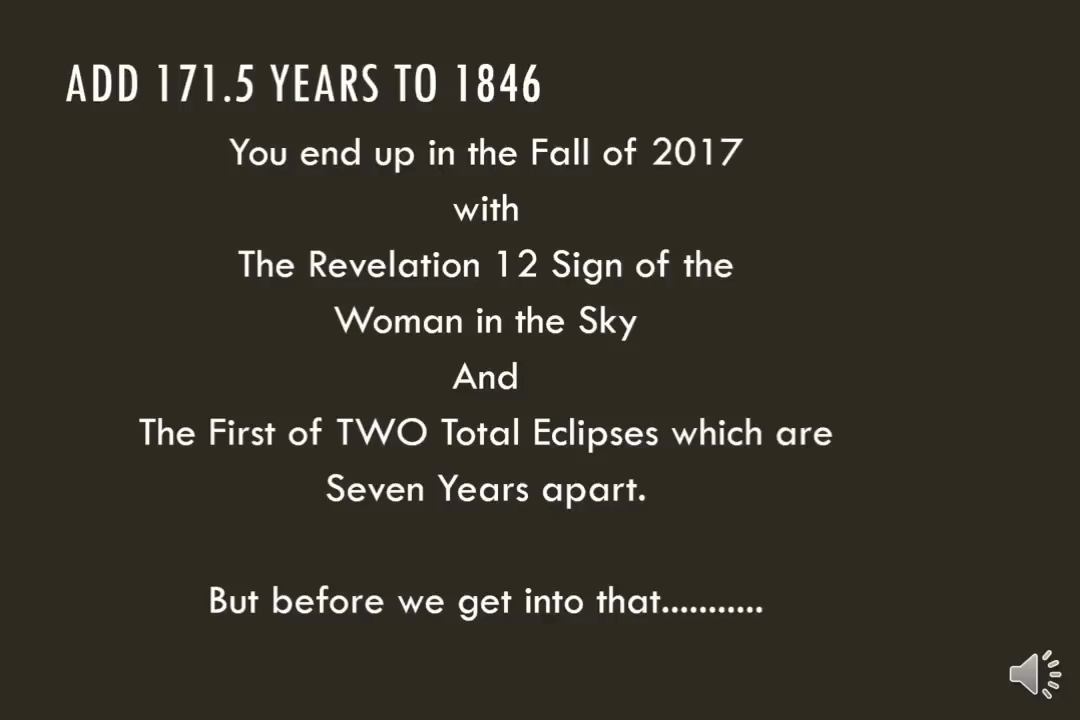 ADD 171.5 YEARS TO 1846
You end up in the Fall of 2017
with
The Revelation 12 Sign of the
Woman in the Sky
And
The First of TWO Total Eclipses which are
Seven Years apart.
But before we get into that...........